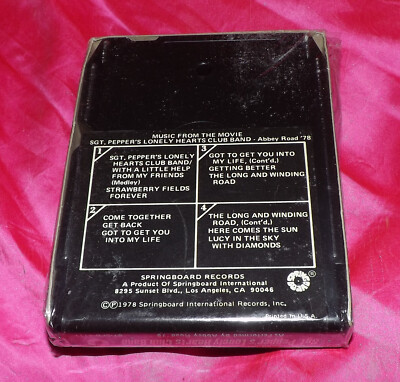 MUSIC FROM THE MOVIE
SGT. PEPPER'S LONELY HEARTS CLUB BAND - Abbey Road '78
1
SGT. PEPPER'S LONELY
HEARTS CLUB BAND/
WITH A LITTLE HELP
FROM MY FRIENDS
(Medley)
STRAWBERRY FIELDS
FOREVER
3
GOT TO GET YOU INTO
MY LIFE, (Cont'd.)
GETTING BETTER
THE LONG AND WINDING
ROAD
2
COME TOGETHER
GET BACK
GOT TO GET YOU
INTO MY LIFE
4
THE LONG AND WINDING
ROAD, (Cont'd.)
HERE COMES THE SUN
LUCY IN THE SKY
WITH DIAMONDS
SPRINGBOARD RECORDS
A Product Of Springboard International
8295 Sunset Blvd., Los Angeles, CA 90046
®
©℗1978 Springboard International Records, Inc.
Printed in U.S.A.